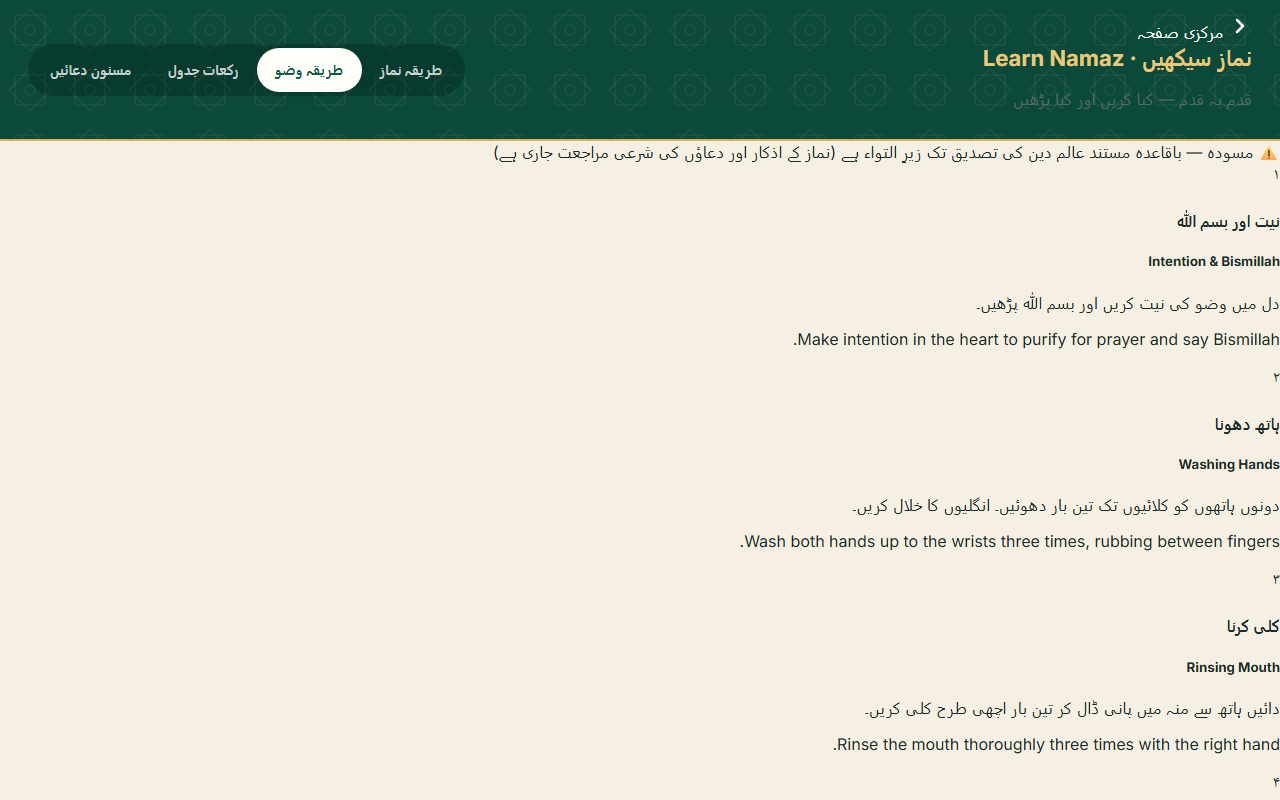 مرکزی صفحہ
نماز سیکھیں · Learn Namaz
قدم بہ قدم — کیا کریں اور کیا پڑھیں
طریقہ نماز
طریقہ وضو
رکعات جدول
مسنون دعائیں
⚠️ مسودہ — باقاعدہ مستند عالم دین کی تصدیق تک زیرِ التواء ہے (نماز کے اذکار اور دعاؤں کی شرعی مراجعت جاری ہے)
۱
نیت اور بسم اللہ
Intention & Bismillah
دل میں وضو کی نیت کریں اور بسم اللہ پڑھیں۔
Make intention in the heart to purify for prayer and say Bismillah.
۲
ہاتھ دھونا
Washing Hands
دونوں ہاتھوں کو کلائیوں تک تین بار دھوئیں۔ انگلیوں کا خلال کریں۔
Wash both hands up to the wrists three times, rubbing between fingers.
۳
کلی کرنا
Rinsing Mouth
دائیں ہاتھ سے منہ میں پانی ڈال کر تین بار اچھی طرح کلی کریں۔
Rinse the mouth thoroughly three times with the right hand.
۴